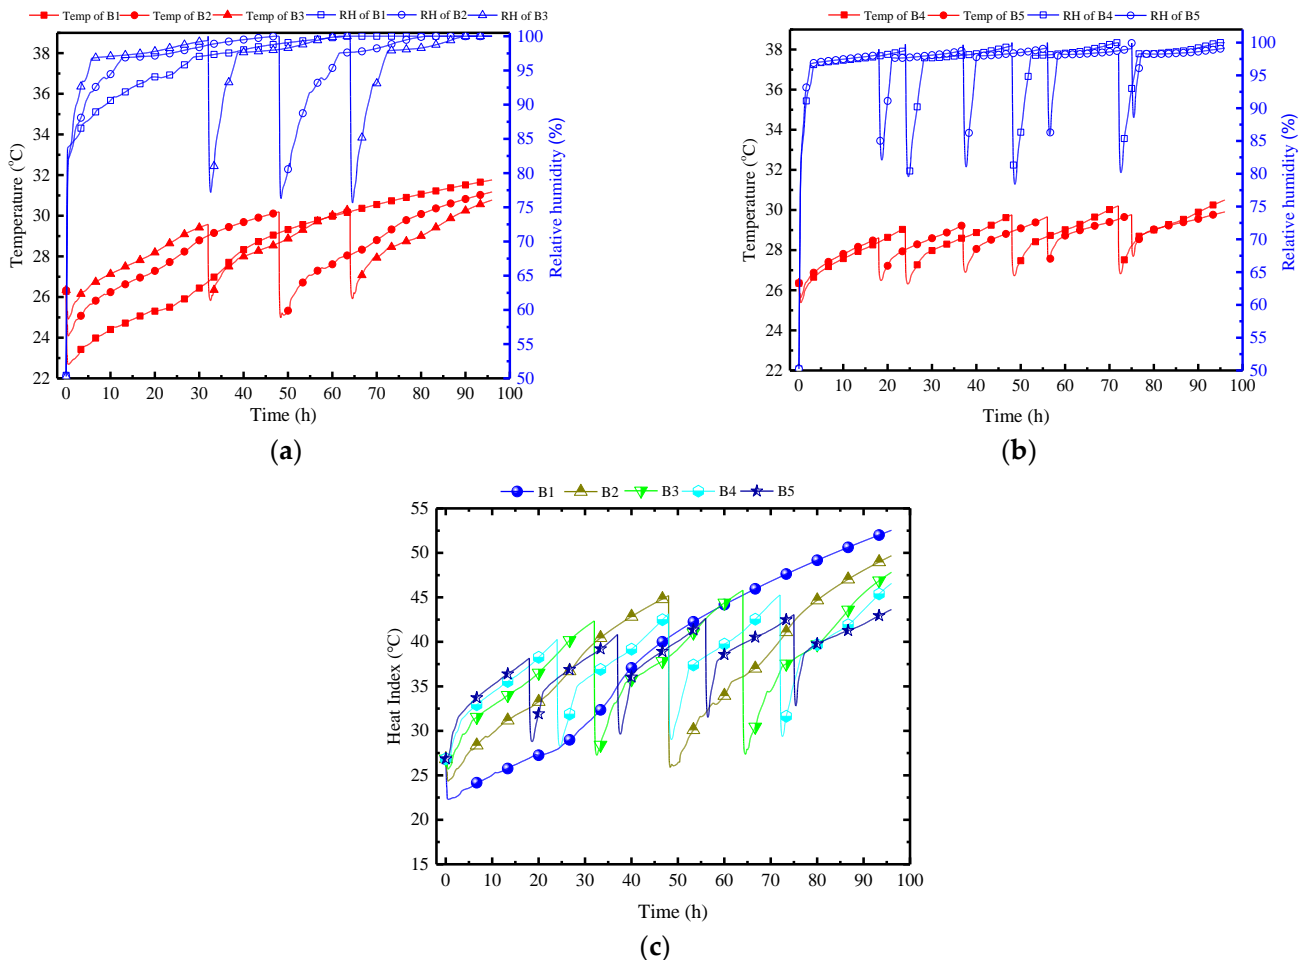 Temp of B1 Temp of B2 Temp of B3 RH of B1 RH of B2 RH of B3
38
36
34
32
30
28
26
24
22
Temperature (°C)
100
95
90
85
80
75
70
65
60
55
50
Relative humidity (%)
0 10 20 30 40 50 60 70 80 90 100
Time (h)
(a)
Temp of B4 Temp of B5 RH of B4 RH of B5
38
36
34
32
30
28
26
24
22
Temperature (°C)
100
95
90
85
80
75
70
65
60
55
50
Relative humidity (%)
0 10 20 30 40 50 60 70 80 90 100
Time (h)
(b)
B1 B2 B3 B4 B5
55
50
45
40
35
30
25
20
15
Heat Index (°C)
0 10 20 30 40 50 60 70 80 90 100
Time (h)
(c)